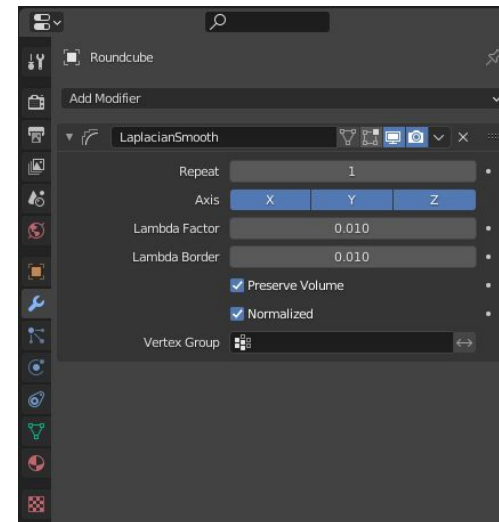 Roundcube
Add Modifier
LaplacianSmooth
Repeat 1
Axis X Y Z
Lambda Factor 0.010
Lambda Border 0.010
Preserve Volume
Normalized
Vertex Group